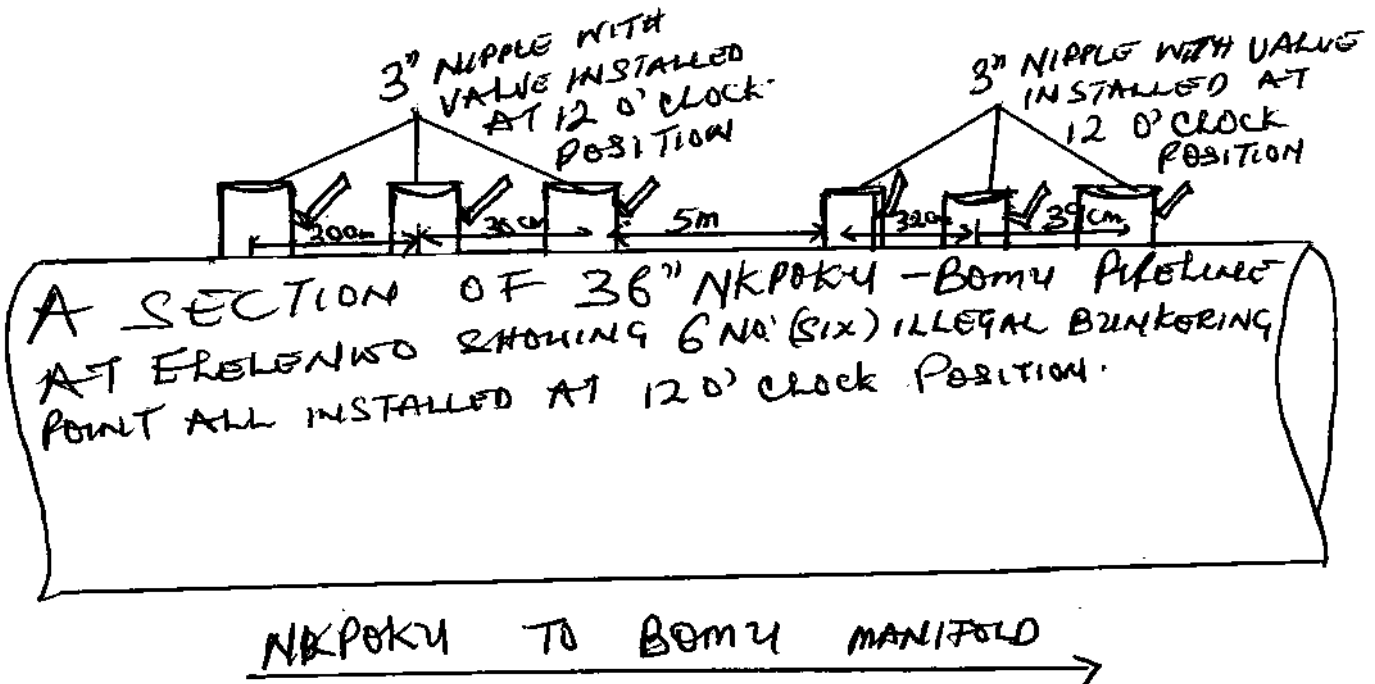 3" NIPPLE WITH
VALVE INSTALLED
AT 12 O'CLOCK
POSITION
3" NIPPLE WITH VALVE
INSTALLED AT
12 O'CLOCK
POSITION
5m
A SECTION OF 36" NKPOKU - BOMU PIPELINE
AT ELELENWO SHOWING 6 NO. (SIX) ILLEGAL BUNKERING
POINT ALL INSTALLED AT 12 O' CLOCK POSITION.
NKPOKU TO BOMU MANIFOLD